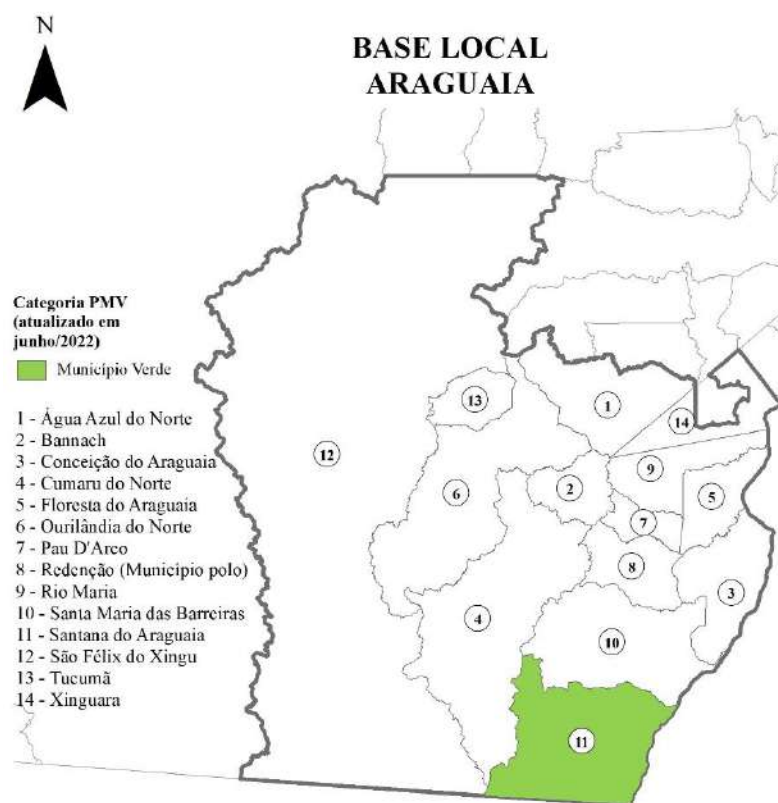 N
BASE LOCAL
ARAGUAIA
Categoria PMV
(atualizado em
junho/2022)
Município Verde
1 - Água Azul do Norte
2 - Bannach
3 - Conceição do Araguaia
4 - Cumaru do Norte
5 - Floresta do Araguaia
6 - Ourilândia do Norte
7 - Pau D'Arco
8 - Redenção (Município polo)
9 - Rio Maria
10 - Santa Maria das Barreiras
11 - Santana do Araguaia
12 - São Félix do Xingu
13 - Tucumã
14 - Xinguara
13
1
14
12
9
6
2
5
7
8
3
4
10
11